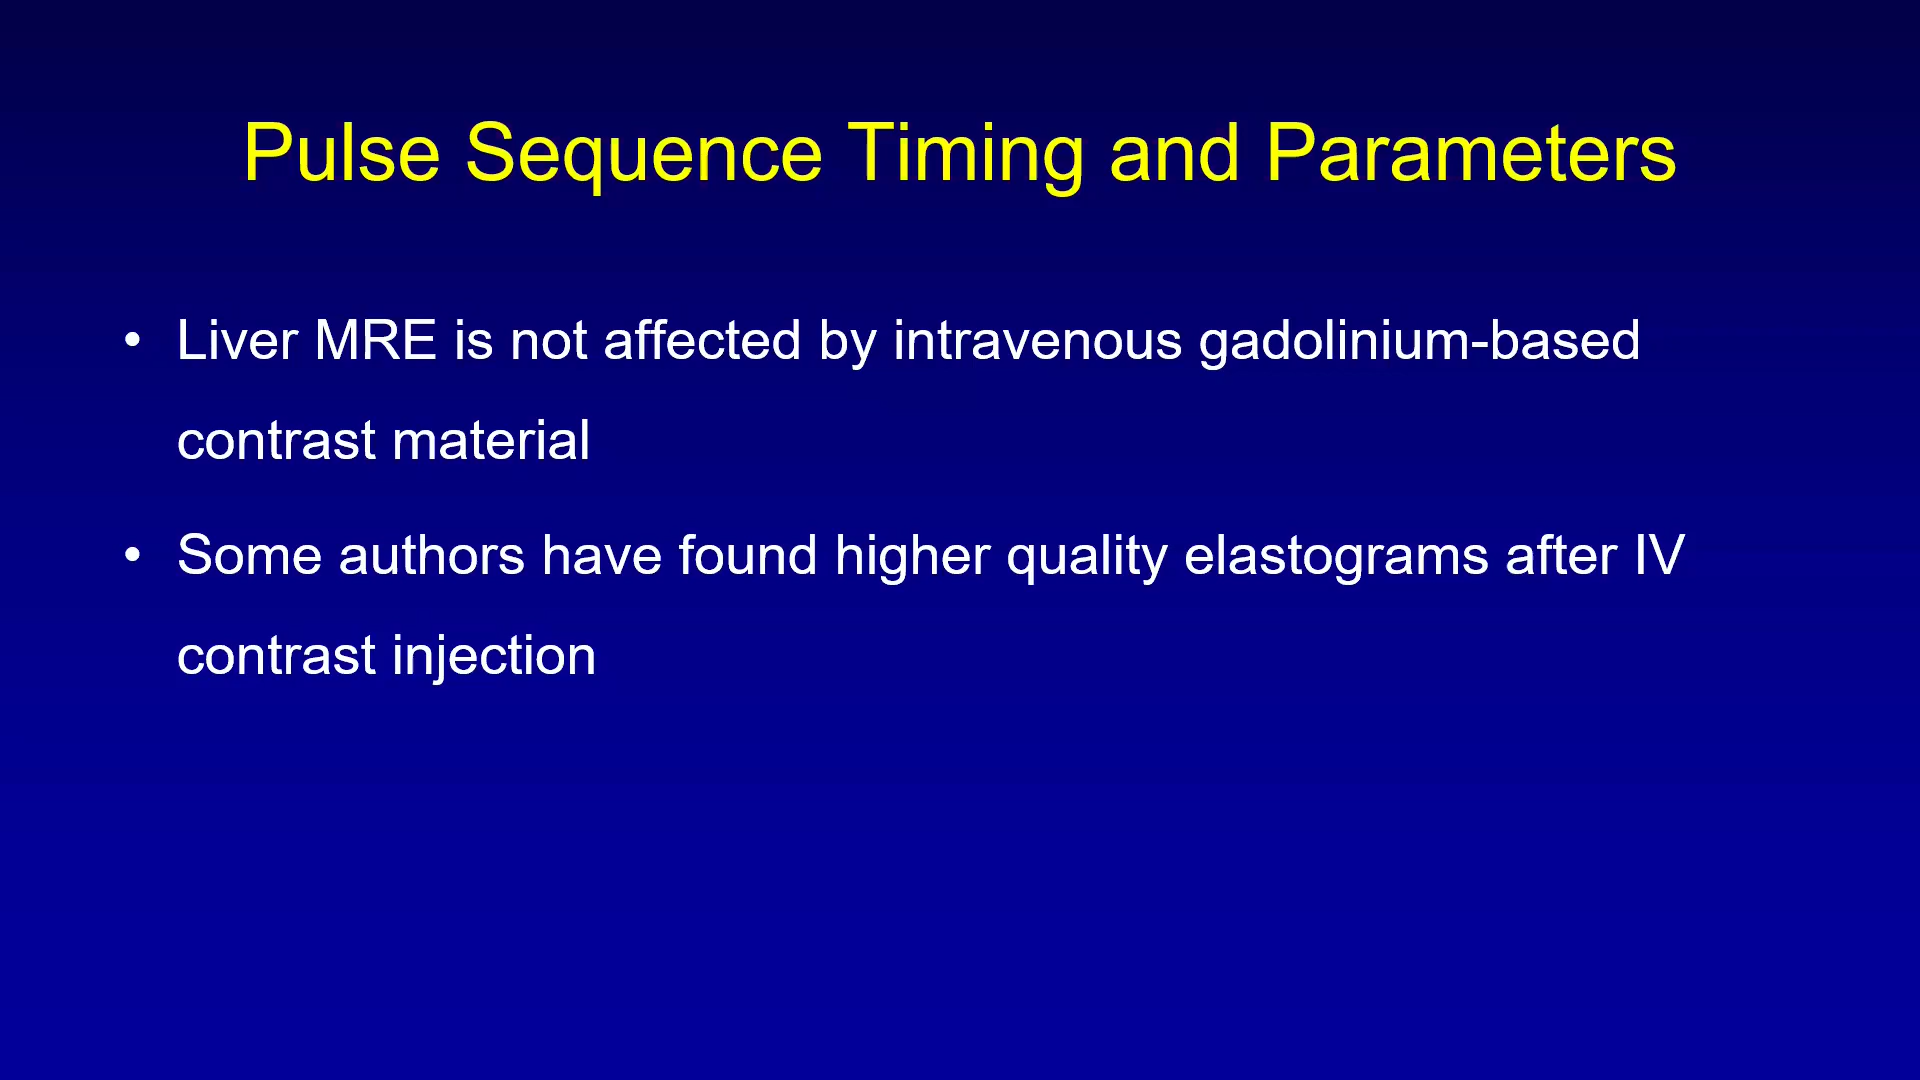 Pulse Sequence Timing and Parameters
• Liver MRE is not affected by intravenous gadolinium-based
contrast material
• Some authors have found higher quality elastograms after IV
contrast injection